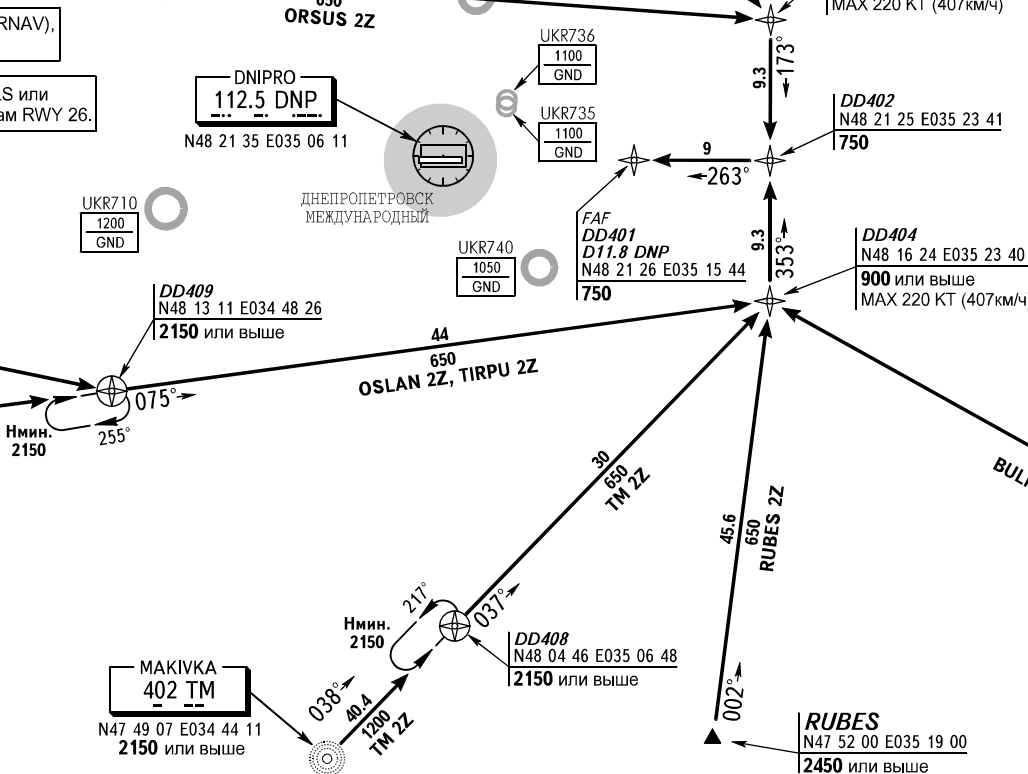 650
ORSUS 2Z
MAX 220 KT (407км/ч)
RNAV),
LS или
ам RWY 26.
DNIPRO
112.5 DNP
N48 21 35 E035 06 11
UKR736
1100
GND
UKR735
1100
GND
9.3
173°
DD402
N48 21 25 E035 23 41
750
9
263°
ДНЕПРОПЕТРОВСК
МЕЖДУНАРОДНЫЙ
UKR710
1200
GND
FAF
DD401
D11.8 DNP
N48 21 26 E035 15 44
750
9.3
353°
DD404
N48 16 24 E035 23 40
900 или выше
MAX 220 KT (407км/ч
UKR740
1050
GND
DD409
N48 13 11 E034 48 26
2150 или выше
44
650
OSLAN 2Z, TIRPU 2Z
075°
255°
Hмин.
2150
30
650
TM 2Z
45.6
650
RUBES 2Z
BULI
217°
037°
Hмин.
2150
DD408
N48 04 46 E035 06 48
2150 или выше
MAKIVKA
402 TM
N47 49 07 E034 44 11
2150 или выше
038°
40.4
1200
TM 2Z
002°
RUBES
N47 52 00 E035 19 00
2450 или выше